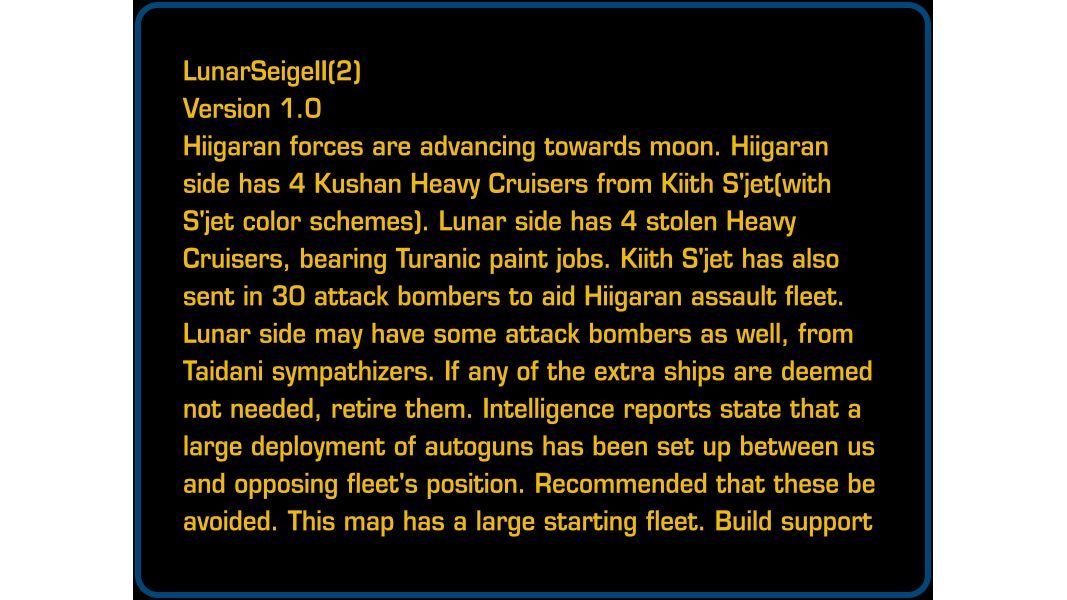 LunarSeigeII(2)
Version 1.0
Hiigaran forces are advancing towards moon. Hiigaran
side has 4 Kushan Heavy Cruisers from Kiith S'jet(with
S'jet color schemes). Lunar side has 4 stolen Heavy
Cruisers, bearing Turanic paint jobs. Kiith S'jet has also
sent in 30 attack bombers to aid Hiigaran assault fleet.
Lunar side may have some attack bombers as well, from
Taidani sympathizers. If any of the extra ships are deemed
not needed, retire them. Intelligence reports state that a
large deployment of autoguns has been set up between us
and opposing fleet's position. Recommended that these be
avoided. This map has a large starting fleet. Build support